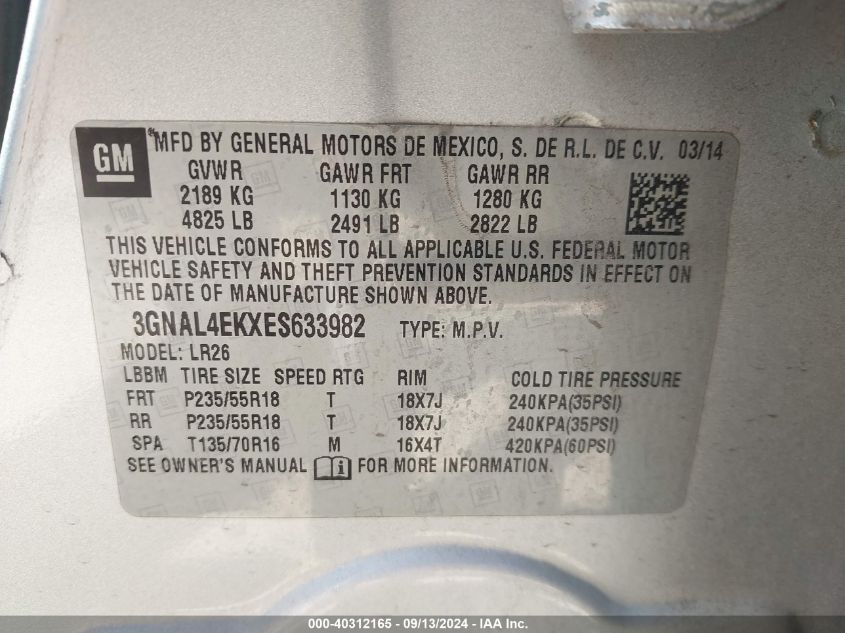 GM
MFD BY GENERAL MOTORS DE MEXICO, S. DE R.L. DE C.V. 03/14
GVWR GAWR FRT GAWR RR
2189 KG 1130 KG 1280 KG
4825 LB 2491 LB 2822 LB
THIS VEHICLE CONFORMS TO ALL APPLICABLE U.S. FEDERAL MOTOR
VEHICLE SAFETY AND THEFT PREVENTION STANDARDS IN EFFECT ON
THE DATE OF MANUFACTURE SHOWN ABOVE.
3GNAL4EKXES633982 TYPE: M.P.V.
MODEL: LR26
LBBM TIRE SIZE SPEED RTG RIM COLD TIRE PRESSURE
FRT P235/55R18 T 18X7J 240KPA(35PSI)
RR P235/55R18 T 18X7J 240KPA(35PSI)
SPA T135/70R16 M 16X4T 420KPA(60PSI)
SEE OWNER'S MANUAL FOR MORE INFORMATION.
000-40312165 - 09/13/2024 - IAA Inc.